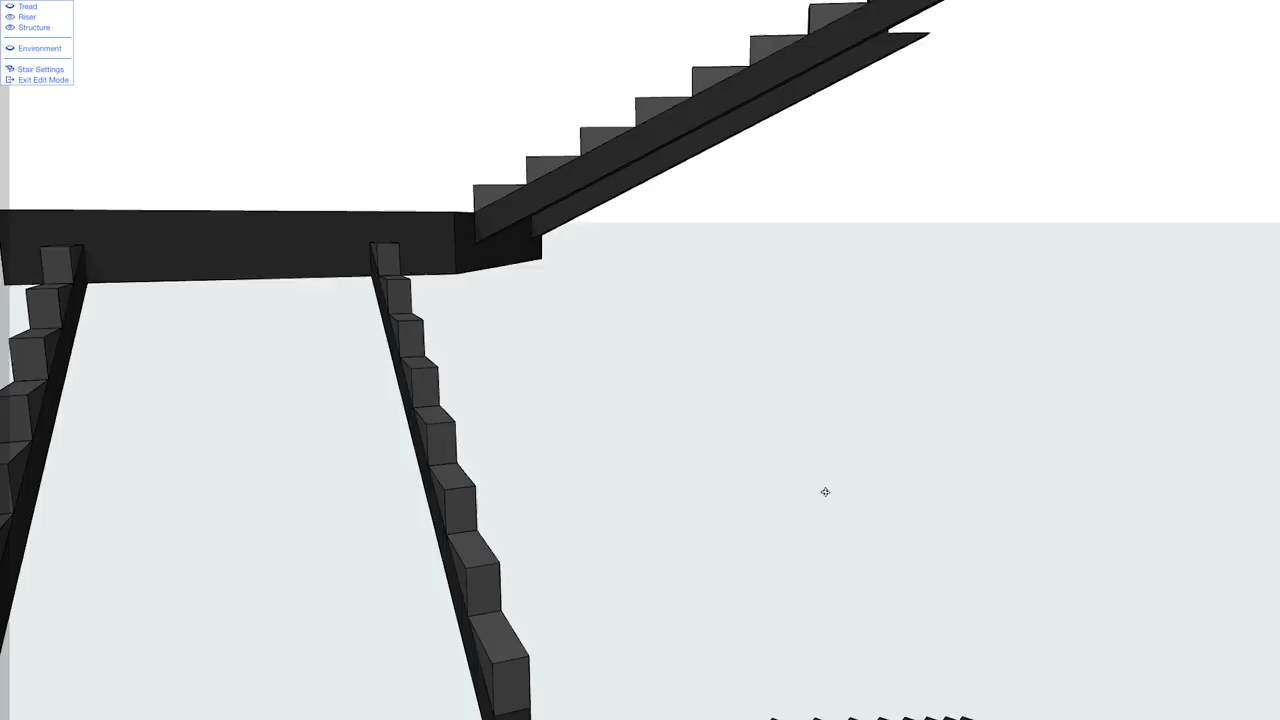 Tread
Riser
Structure
Environment
Stair Settings
Exit Edit Mode